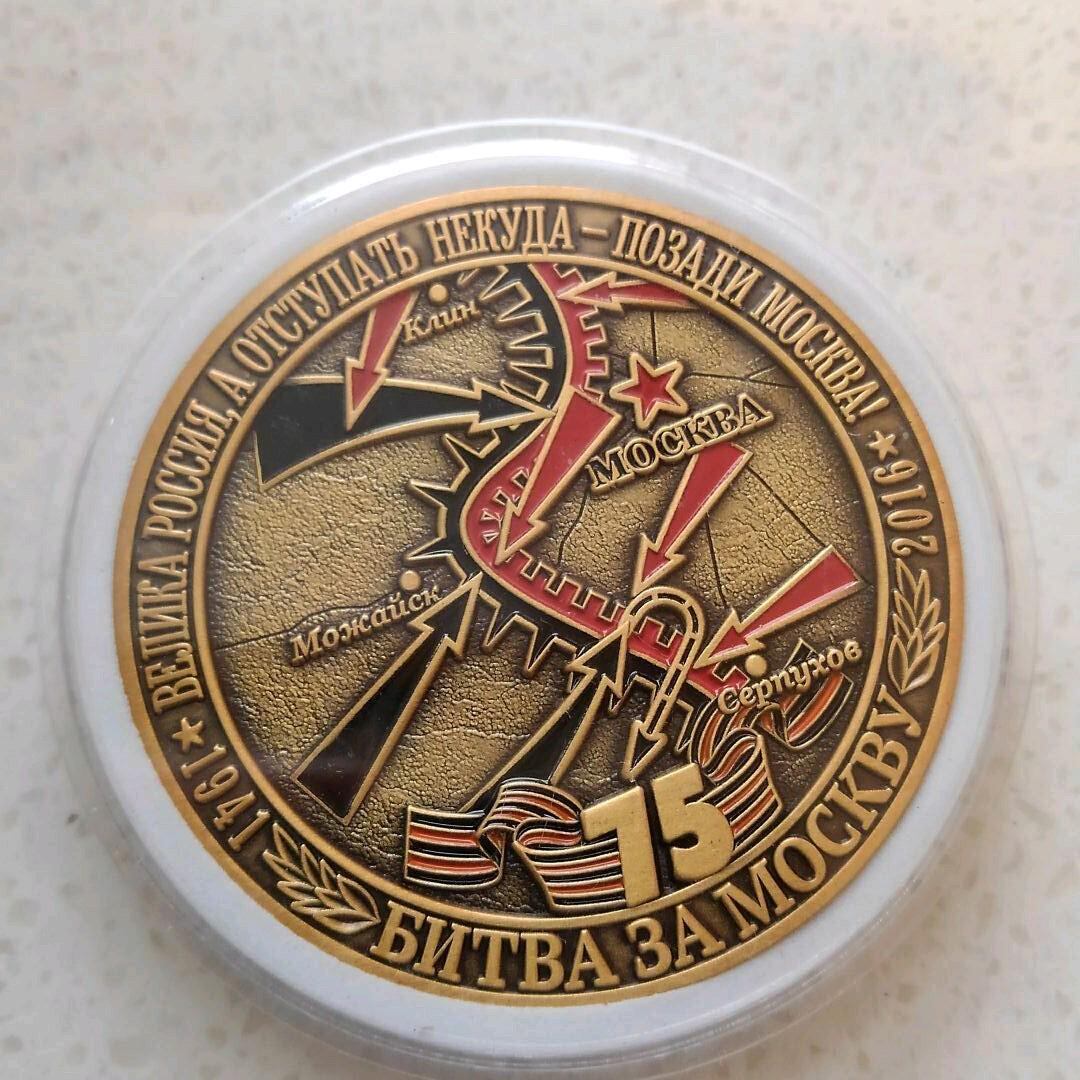 ВЕЛИКА РОССИЯ, А ОТСТУПАТЬ НЕКУДА – ПОЗАДИ МОСКВА!
1941
2016
Клин
МОСКВА
Можайск
Серпухов
75
БИТВА ЗА МОСКВУ